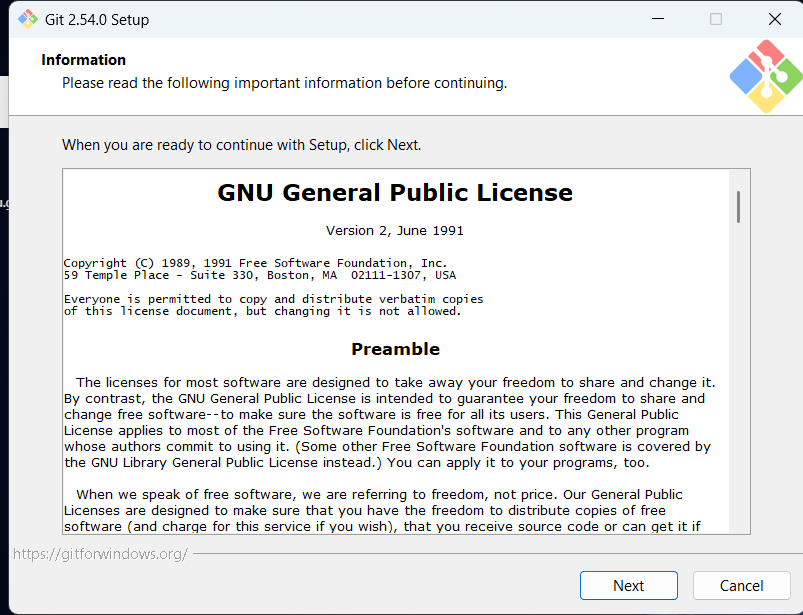 Git 2.54.0 Setup
Information
Please read the following important information before continuing.
When you are ready to continue with Setup, click Next.
GNU General Public License
Version 2, June 1991
Copyright (C) 1989, 1991 Free Software Foundation, Inc.
59 Temple Place - Suite 330, Boston, MA  02111-1307, USA
Everyone is permitted to copy and distribute verbatim copies
of this license document, but changing it is not allowed.
Preamble
The licenses for most software are designed to take away your freedom to share and change it.
By contrast, the GNU General Public License is intended to guarantee your freedom to share and
change free software--to make sure the software is free for all its users. This General Public
License applies to most of the Free Software Foundation's software and to any other program
whose authors commit to using it. (Some other Free Software Foundation software is covered by
the GNU Library General Public License instead.) You can apply it to your programs, too.
When we speak of free software, we are referring to freedom, not price. Our General Public
Licenses are designed to make sure that you have the freedom to distribute copies of free
software (and charge for this service if you wish), that you receive source code or can get it if
https://gitforwindows.org/
Next
Cancel